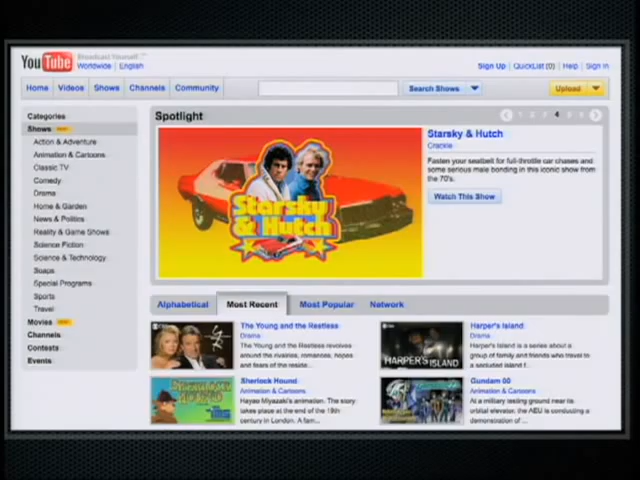 YouTube Broadcast Yourself™
Worldwide | English
Sign Up | QuickList (0) | Help | Sign In
Home Videos Shows Channels Community
Search Shows
Upload
Categories
Shows
Action & Adventure
Animation & Cartoons
Classic TV
Comedy
Drama
Home & Garden
News & Politics
Reality & Game Shows
Science Fiction
Science & Technology
Soaps
Special Programs
Sports
Travel
Movies
Channels
Contests
Events
Spotlight
1 2 3 4 5 6
Starsky
& Hutch
Starsky & Hutch
Crackle
Fasten your seatbelt for full-throttle car chases and
some serious male bonding in this iconic show from
the 70's.
Watch This Show
Alphabetical Most Recent Most Popular Network
The Young and the Restless
Drama
The Young and the Restless revolves
around the rivalries, romances, hopes
and fears of the reside...
HARPER'S ISLAND
Harper's Island
Drama
Harper's Island is a series about a
group of family and friends who travel to
a secluded island f...
Sherlock Hound
Animation & Cartoons
Hayao Miyazaki's animation. The story
takes place at the end of the 19th
century in London. A fam...
Gundam 00
Animation & Cartoons
At a military testing ground near its
orbital elevator, the AEU is conducting a
demonstration of ...